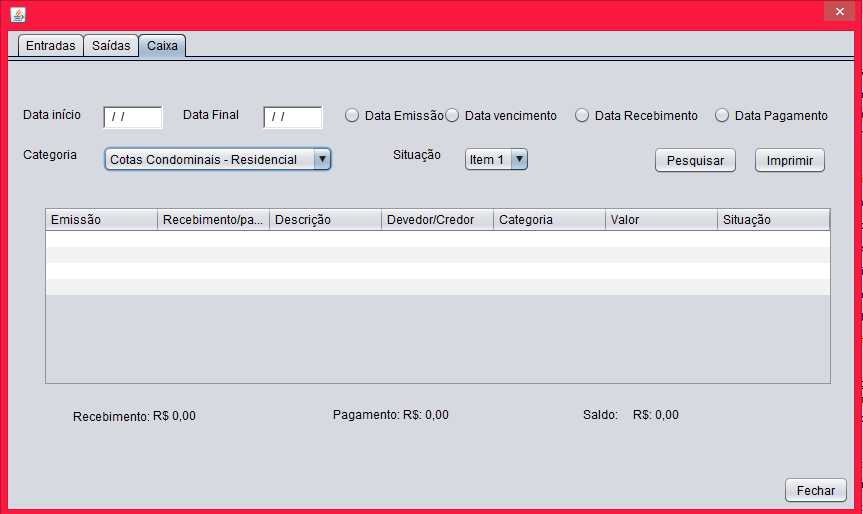 Entradas Saídas Caixa
Data início / / Data Final / / Data Emissão Data vencimento Data Recebimento Data Pagamento
Categoria Cotas Condominais - Residencial Situação Item 1 Pesquisar Imprimir
Emissão Recebimento/pa... Descrição Devedor/Credor Categoria Valor Situação
Recebimento: R$ 0,00 Pagamento: R$: 0,00 Saldo: R$: 0,00
Fechar